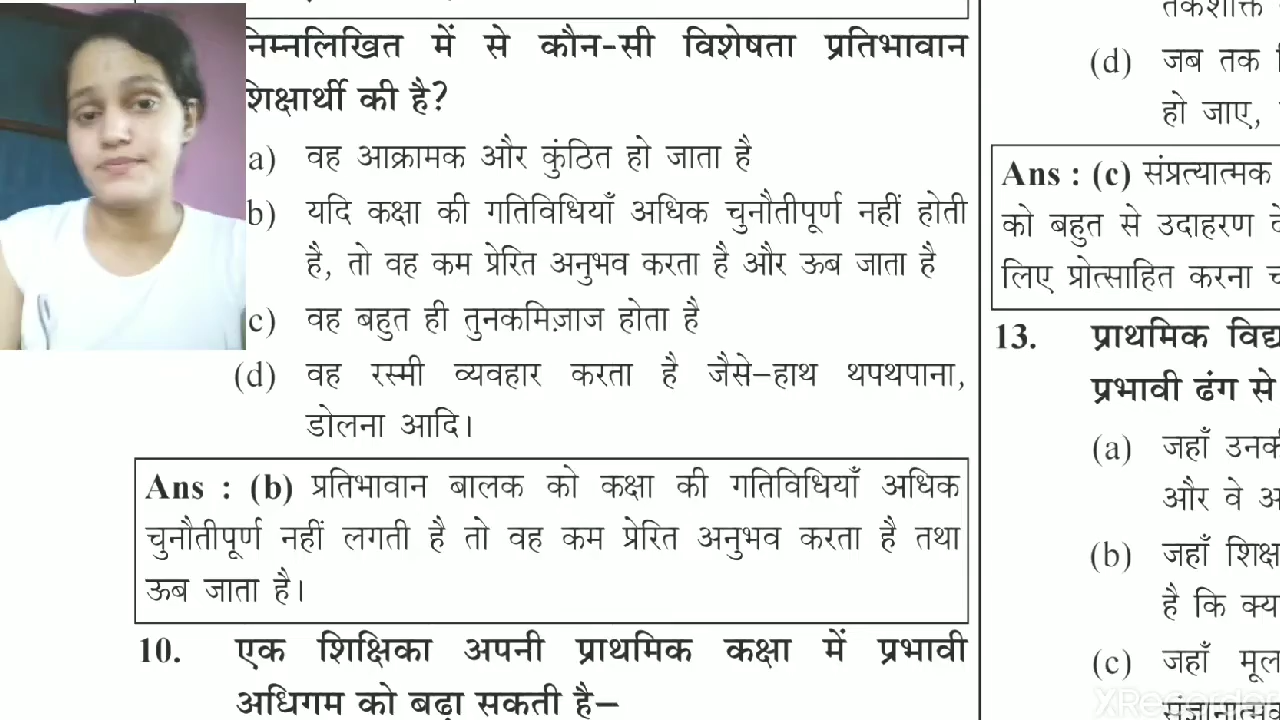 निम्नलिखित में से कौन-सी विशेषता प्रतिभावान
शिक्षार्थी की है?
a) वह आक्रामक और कुंठित हो जाता है
b) यदि कक्षा की गतिविधियाँ अधिक चुनौतीपूर्ण नहीं होती
है, तो वह कम प्रेरित अनुभव करता है और ऊब जाता है
c) वह बहुत ही तुनकमिज़ाज होता है
(d) वह रस्मी व्यवहार करता है जैसे–हाथ थपथपाना,
डोलना आदि।
Ans : (b) प्रतिभावान बालक को कक्षा की गतिविधियाँ अधिक
चुनौतीपूर्ण नहीं लगती है तो वह कम प्रेरित अनुभव करता है तथा
ऊब जाता है।
10. एक शिक्षिका अपनी प्राथमिक कक्षा में प्रभावी
अधिगम को बढ़ा सकती है–
(d) जब तक
हो जाए,
Ans : (c) संप्रत्यात्मक
को बहुत से उदाहरण
लिए प्रोत्साहित करना
13. प्राथमिक
प्रभावी ढंग से
(a) जहाँ
और वे
(b) जहाँ
है कि
(c) जहाँ
XRecorder